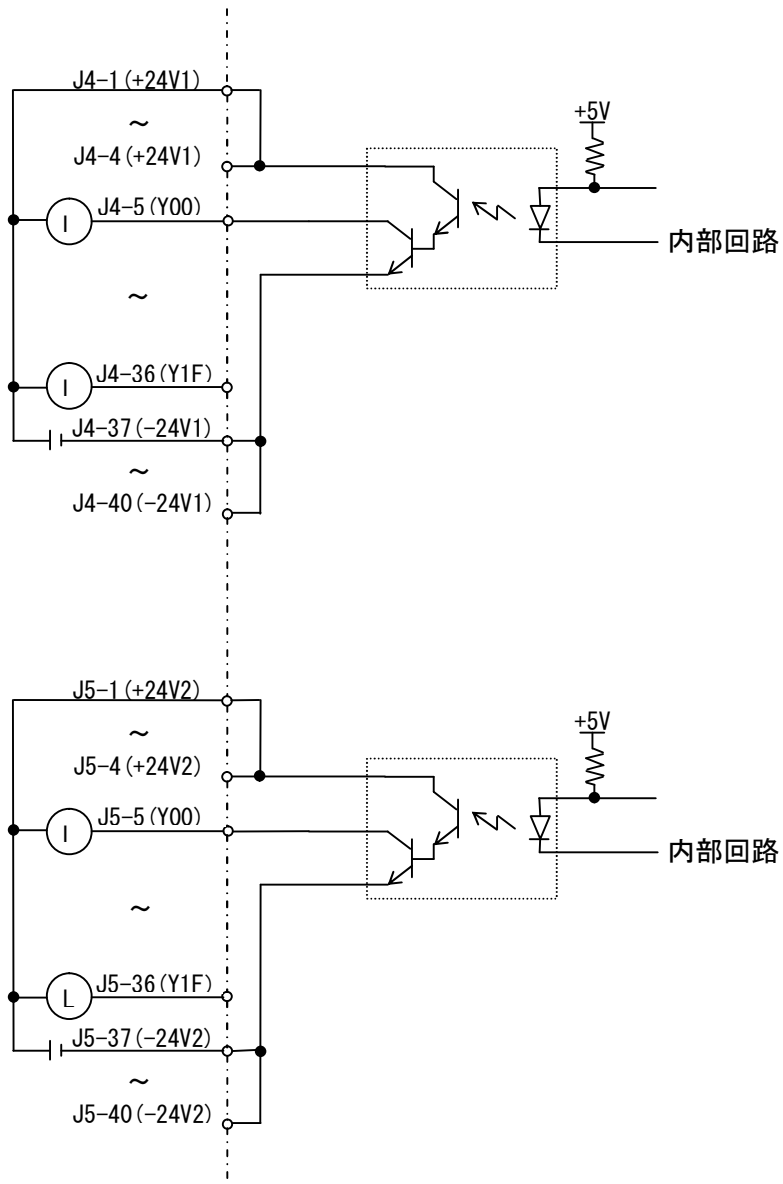 J4-1(+24V1)
~
+5V
J4-4(+24V1)
I
J4-5(Y00)
内部回路
~
I
J4-36(Y1F)
J4-37(-24V1)
~
J4-40(-24V1)
J5-1(+24V2)
~
+5V
J5-4(+24V2)
I
J5-5(Y00)
内部回路
~
L
J5-36(Y1F)
J5-37(-24V2)
~
J5-40(-24V2)